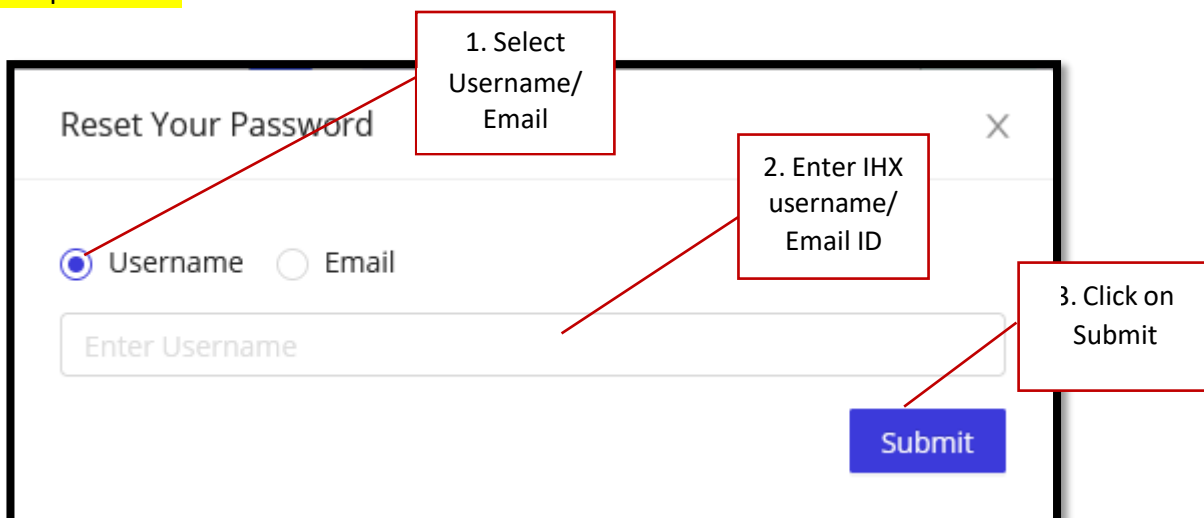 1. Select
Username/
Email
Reset Your Password
X
2. Enter IHX
username/
Email ID
Username Email
3. Click on
Submit
Enter Username
Submit